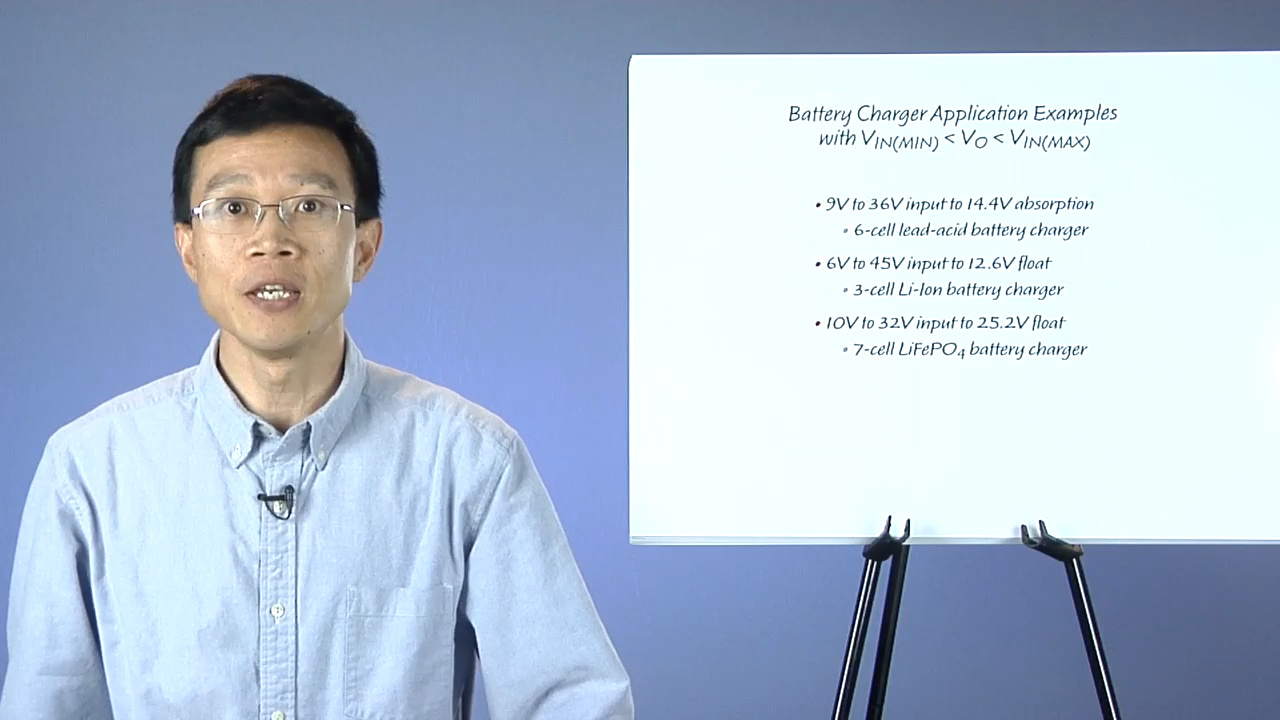 Battery Charger Application Examples
with VIN(MIN) < VO < VIN(MAX)
• 9V to 36V input to 14.4V absorption
◦ 6-cell lead-acid battery charger
• 6V to 45V input to 12.6V float
◦ 3-cell Li-Ion battery charger
• 10V to 32V input to 25.2V float
◦ 7-cell LiFePO4 battery charger